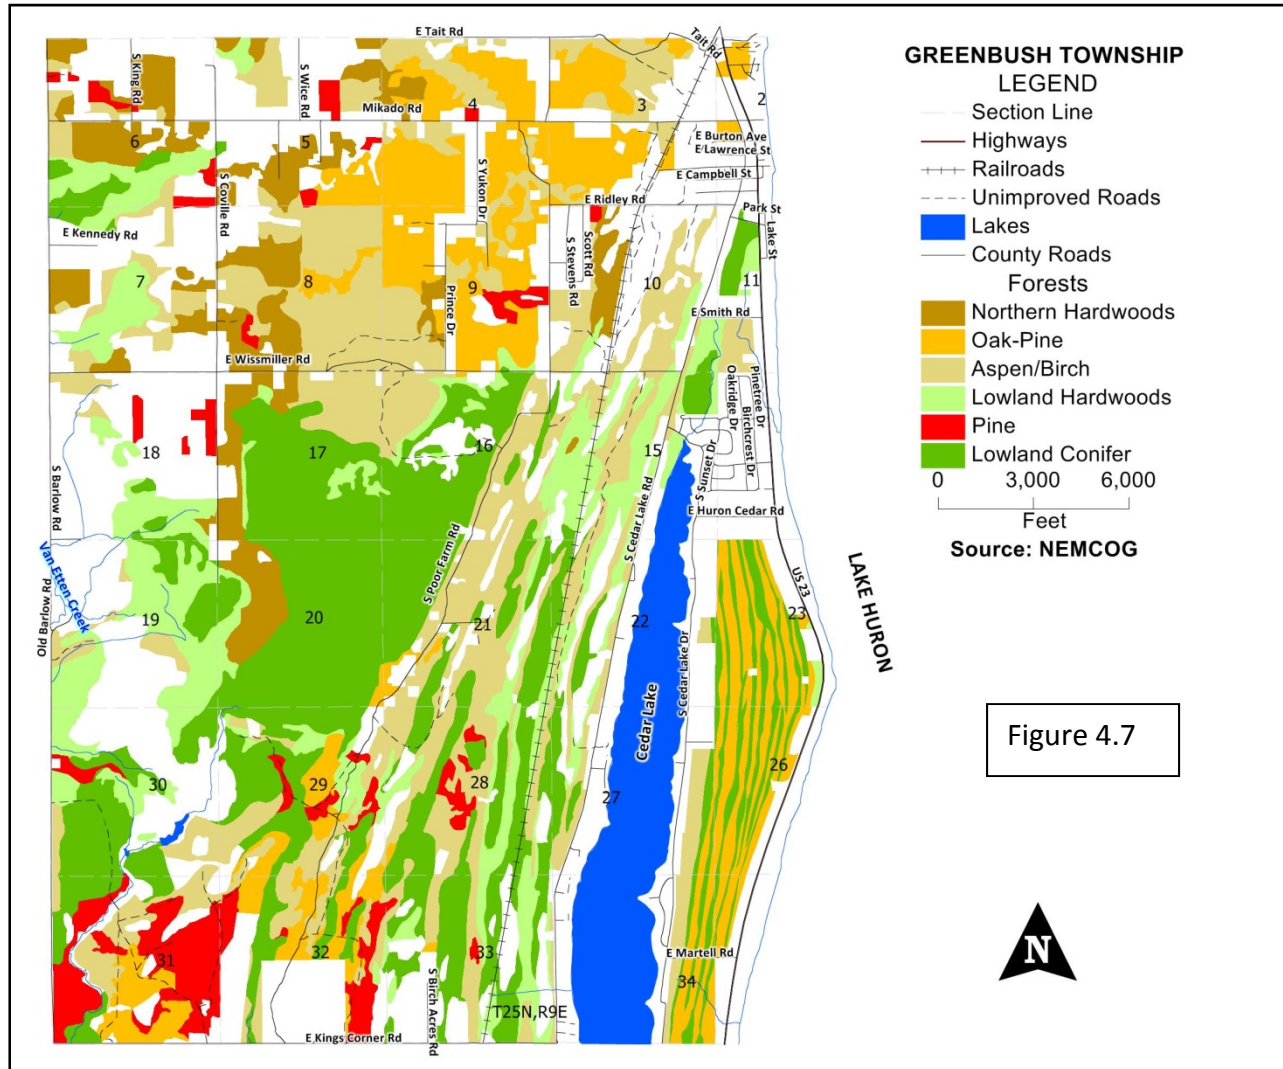 GREENBUSH TOWNSHIP
LEGEND
Section Line
Highways
Railroads
Unimproved Roads
Lakes
County Roads
Forests
Northern Hardwoods
Oak-Pine
Aspen/Birch
Lowland Hardwoods
Pine
Lowland Conifer
0 3,000 6,000
Feet
Source: NEMCOG
Figure 4.7
N
E Tait Rd
Tait Rd
S King Rd
S Wice Rd
Mikado Rd
4
3
2
6
5
E Burton Ave
E Lawrence St
E Campbell St
S Yukon Dr
S Coville Rd
E Ridley Rd
Park St
Lake St
E Kennedy Rd
S Stevens Rd
Scott Rd
7
8
9
10
11
Prince Dr
E Smith Rd
E Wissmiller Rd
Oakridge Dr
Pinetree Dr
Birchcrest Dr
S Sunset Dr
18
17
16
15
S Barlow Rd
E Huron Cedar Rd
S Cedar Lake Rd
S Poor Farm Rd
Van Etten Creek
Old Barlow Rd
US 23
LAKE HURON
19
20
21
22
23
S Cedar Lake Dr
Cedar Lake
30
29
28
27
26
31
32
33
34
E Martell Rd
S Birch Acres Rd
T25N,R9E
E Kings Corner Rd